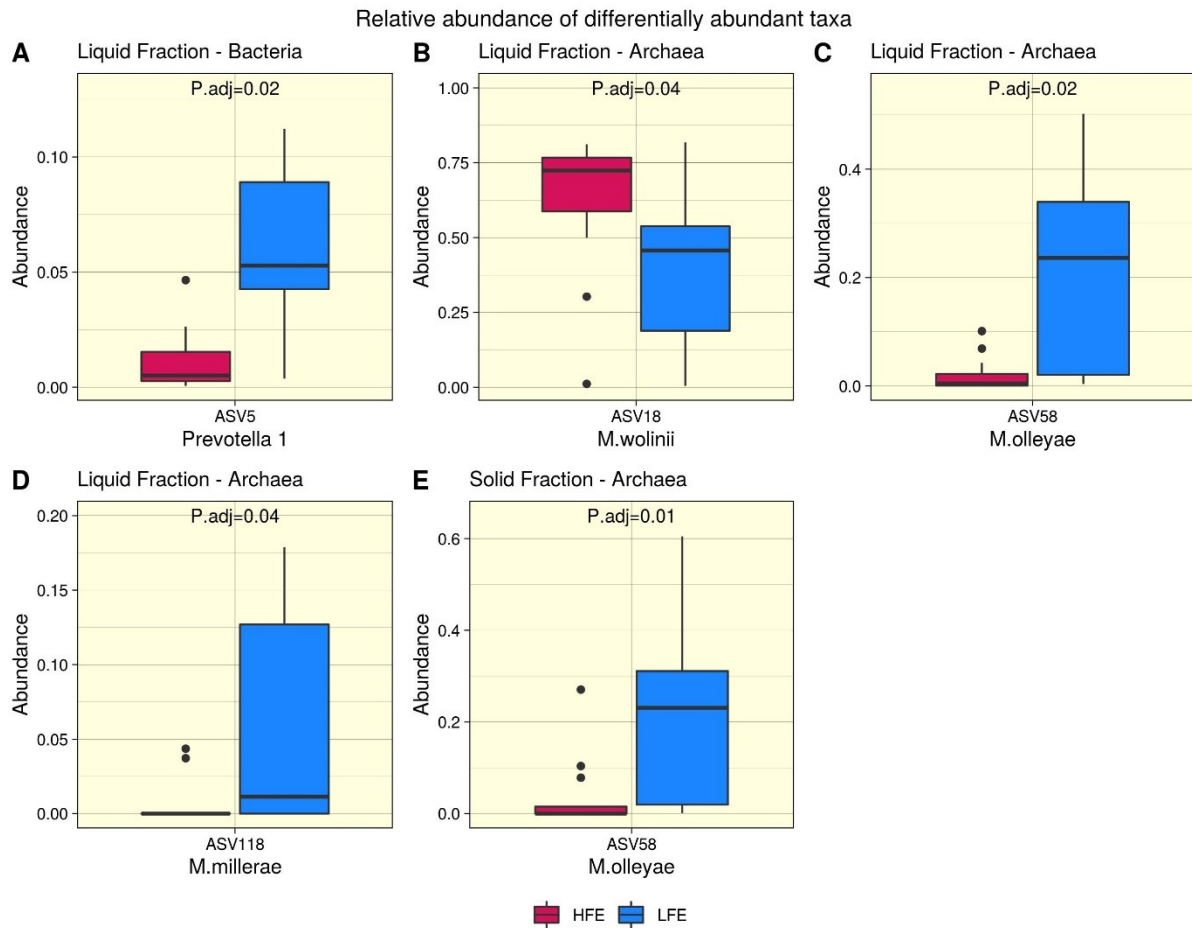 Relative abundance of differentially abundant taxa
A Liquid Fraction - Bacteria
P.adj=0.02
Abundance
0.10
0.05
0.00
ASV5
Prevotella 1
B Liquid Fraction - Archaea
P.adj=0.04
Abundance
1.00
0.75
0.50
0.25
0.00
ASV18
M.wolinii
C Liquid Fraction - Archaea
P.adj=0.02
Abundance
0.4
0.2
0.0
ASV58
M.olleyae
D Liquid Fraction - Archaea
P.adj=0.04
Abundance
0.20
0.15
0.10
0.05
0.00
ASV118
M.millerae
E Solid Fraction - Archaea
P.adj=0.01
Abundance
0.6
0.4
0.2
0.0
ASV58
M.olleyae
HFE LFE